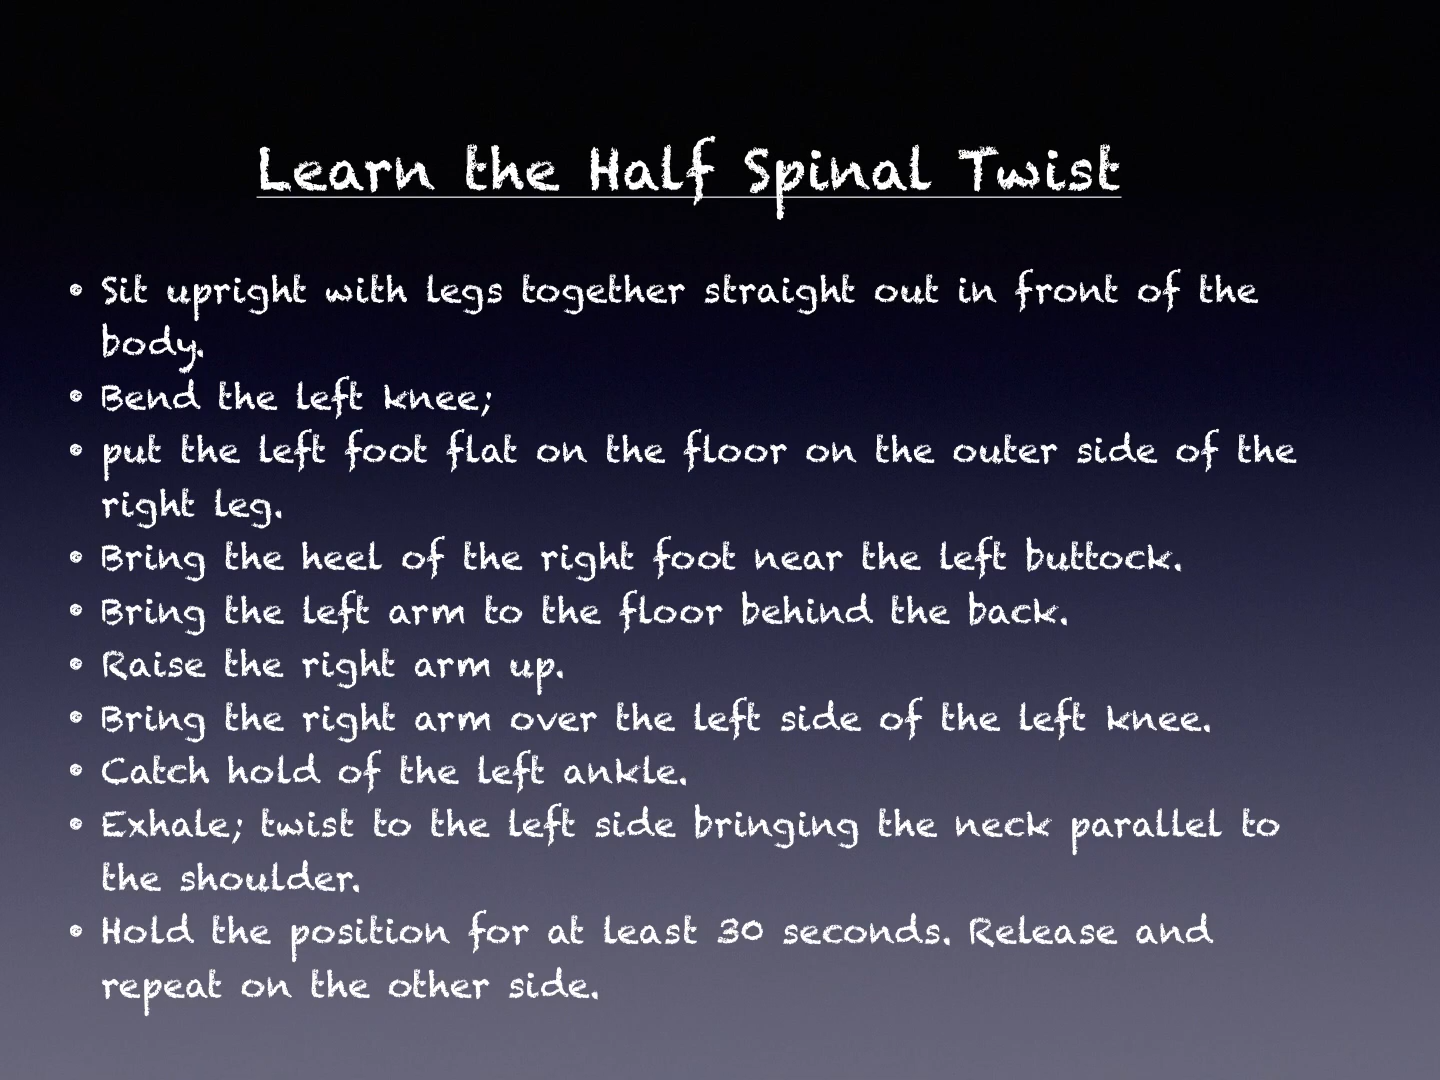 Learn the Half Spinal Twist
• Sit upright with legs together straight out in front of the
body.
• Bend the left knee;
• put the left foot flat on the floor on the outer side of the
right leg.
• Bring the heel of the right foot near the left buttock.
• Bring the left arm to the floor behind the back.
• Raise the right arm up.
• Bring the right arm over the left side of the left knee.
• Catch hold of the left ankle.
• Exhale; twist to the left side bringing the neck parallel to
the shoulder.
• Hold the position for at least 30 seconds. Release and
repeat on the other side.